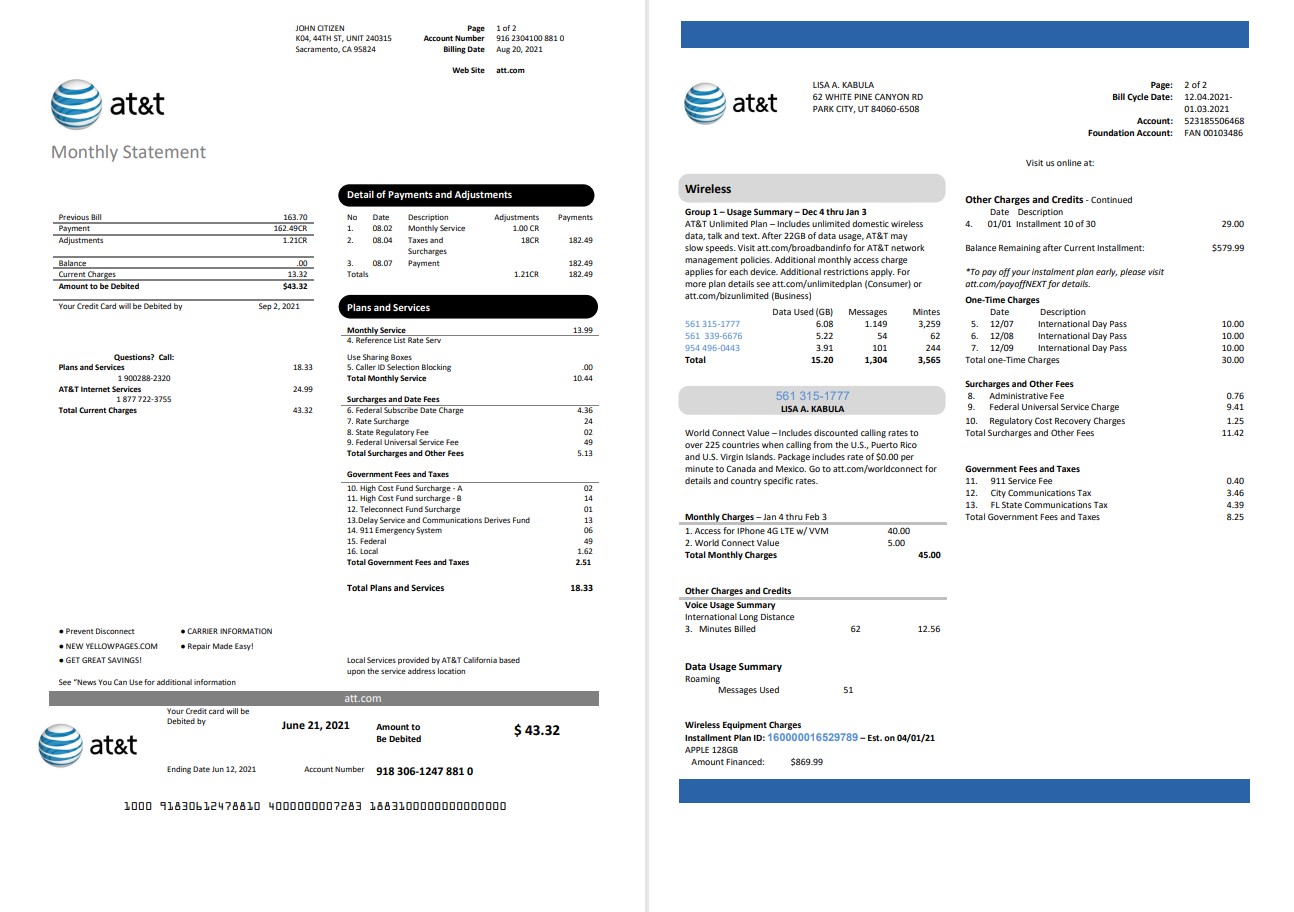 JOHN CITIZEN
K04, 44TH ST, UNIT 240315
Sacramento, CA 95824
Page 1 of 2
Account Number 916 2304100 881 0
Billing Date Aug 20, 2021
Web Site att.com
at&t
Monthly Statement
Previous Bill 163.70
Payment 162.49CR
Adjustments 1.21CR
Balance .00
Current Charges 13.32
Amount to be Debited $43.32
Your Credit Card will be Debited by Sep 2, 2021
Questions? Call:
Plans and Services 18.33
1 900288-2320
AT&T Internet Services 24.99
1 877 722-3755
Total Current Charges 43.32
Detail of Payments and Adjustments
No Date Description Adjustments Payments
1. 08.02 Monthly Service 1.00 CR
2. 08.04 Taxes and 18CR 182.49
Surcharges
3. 08.07 Payment 182.49
Totals 1.21CR 182.49
Plans and Services
Monthly Service 13.99
4. Reference List Rate Serv
Use Sharing Boxes
5. Caller ID Selection Blocking .00
Total Monthly Service 10.44
Surcharges and Date Fees
6. Federal Subscribe Date Charge 4.36
7. Rate Surcharge 24
8. State Regulatory Fee 02
9. Federal Universal Service Fee 49
Total Surcharges and Other Fees 5.13
Government Fees and Taxes
10. High Cost Fund Surcharge - A 02
11. High Cost Fund surcharge - B 14
12. Teleconnect Fund Surcharge 01
13.Delay Service and Communications Derives Fund 13
14. 911 Emergency System 06
15. Federal 49
16. Local 1.62
Total Government Fees and Taxes 2.51
Total Plans and Services 18.33
● Prevent Disconnect ● CARRIER INFORMATION
● NEW YELLOWPAGES.COM ● Repair Made Easy!
● GET GREAT SAVINGS!
See "News You Can Use for additional information
Local Services provided by AT&T California based
upon the service address location
att.com
at&t
Your Credit card will be
Debited by
June 21, 2021
Amount to
Be Debited
$ 43.32
Ending Date Jun 12, 2021
Account Number 918 306-1247 881 0
1000 91830612478810 4000000007283 18831000000000000000
at&t
LISA A. KABULA
62 WHITE PINE CANYON RD
PARK CITY, UT 84060-6508
Page: 2 of 2
Bill Cycle Date: 12.04.2021-
01.03.2021
Account: 523185506468
Foundation Account: FAN 00103486
Visit us online at:
Wireless
Group 1 – Usage Summary – Dec 4 thru Jan 3
AT&T Unlimited Plan – Includes unlimited domestic wireless
data, talk and text. After 22GB of data usage, AT&T may
slow speeds. Visit att.com/broadbandinfo for AT&T network
management policies. Additional monthly access charge
applies for each device. Additional restrictions apply. For
more plan details see att.com/unlimitedplan (Consumer) or
att.com/bizunlimited (Business)
Data Used (GB) Messages Mintes
561 315-1777 6.08 1.149 3,259
561 339-6676 5.22 54 62
954 496-0443 3.91 101 244
Total 15.20 1,304 3,565
561 315-1777
LISA A. KABULA
World Connect Value – Includes discounted calling rates to
over 225 countries when calling from the U.S., Puerto Rico
and U.S. Virgin Islands. Package includes rate of $0.00 per
minute to Canada and Mexico. Go to att.com/worldconnect for
details and country specific rates.
Monthly Charges – Jan 4 thru Feb 3
1. Access for IPhone 4G LTE w/ VVM 40.00
2. World Connect Value 5.00
Total Monthly Charges 45.00
Other Charges and Credits
Voice Usage Summary
International Long Distance
3. Minutes Billed 62 12.56
Data Usage Summary
Roaming
Messages Used 51
Wireless Equipment Charges
Installment Plan ID: 160000016529789 – Est. on 04/01/21
APPLE 128GB
Amount Financed: $869.99
Other Charges and Credits - Continued
Date Description
4. 01/01 Installment 10 of 30 29.00
Balance Remaining after Current Installment: $579.99
*To pay off your instalment plan early, please visit
att.com/payoffNEXT for details.
One-Time Charges
Date Description
5. 12/07 International Day Pass 10.00
6. 12/08 International Day Pass 10.00
7. 12/09 International Day Pass 10.00
Total one-Time Charges 30.00
Surcharges and Other Fees
8. Administrative Fee 0.76
9. Federal Universal Service Charge 9.41
10. Regulatory Cost Recovery Charges 1.25
Total Surcharges and Other Fees 11.42
Government Fees and Taxes
11. 911 Service Fee 0.40
12. City Communications Tax 3.46
13. FL State Communications Tax 4.39
Total Government Fees and Taxes 8.25